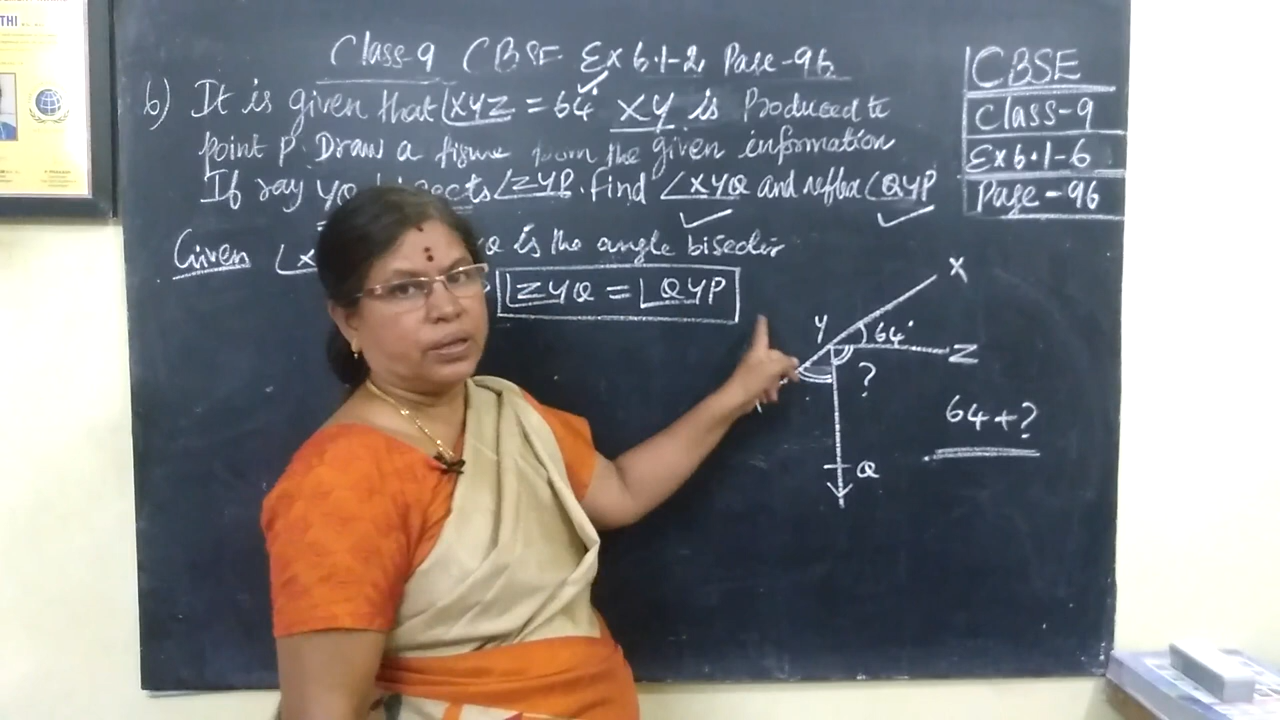 Class-9 CBSE Ex 6.1-2, Page-96
6) It is given that ∠XYZ = 64° XY is Produced to
point P. Draw a figure from the given information
If ray YQ bisects ∠ZYP. Find ∠XYQ and reflex ∠QYP
Given ∠X is the angle bisector
∠ZYQ = ∠QYP
CBSE
Class-9
Ex 6.1-6
Page-96
X
Y
64°
Z
?
64+?
Q
THI